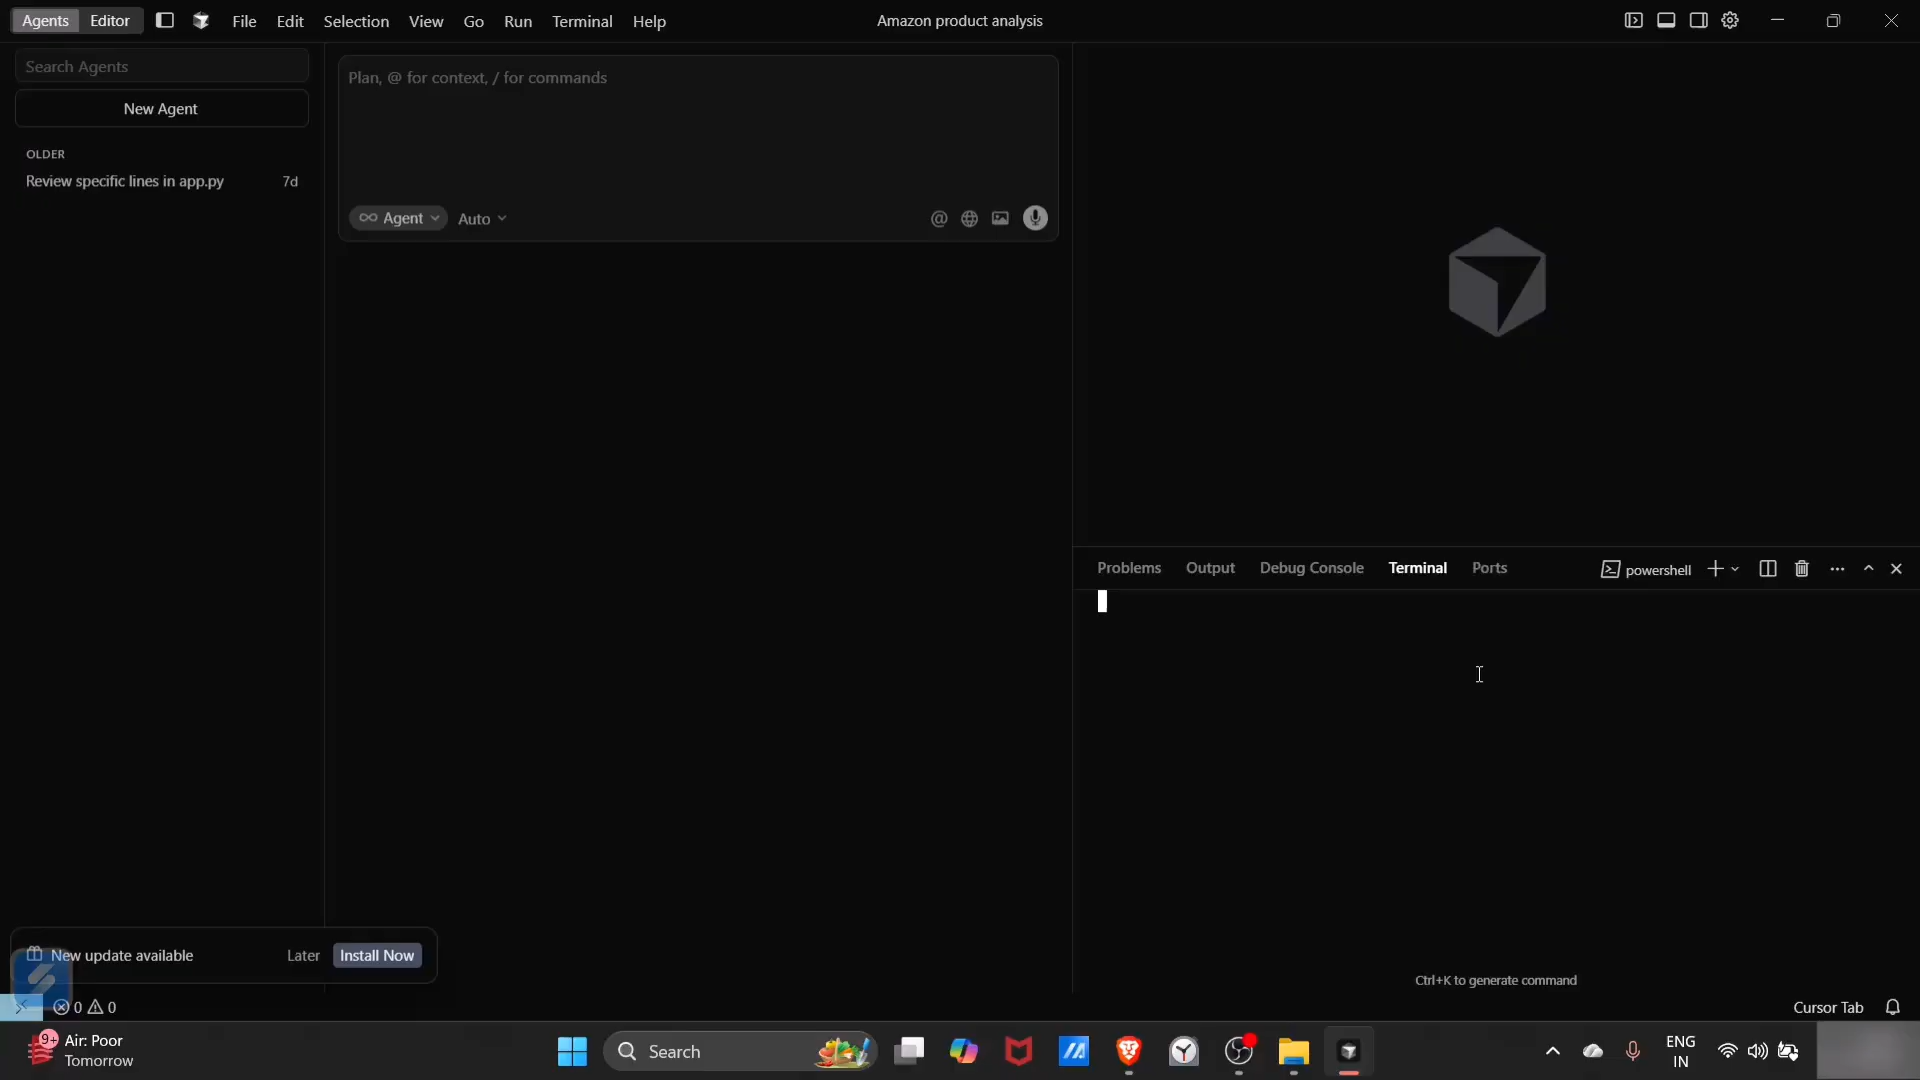 Agents Editor File Edit Selection View Go Run Terminal Help Amazon product analysis
Search Agents
New Agent
OLDER
Review specific lines in app.py 7d
Plan, @ for context, / for commands
Agent Auto
Problems Output Debug Console Terminal Ports powershell
Ctrl+K to generate command
New update available Later Install Now
0 0 Cursor Tab
9+ Air: Poor
Tomorrow
Search
ENG
IN